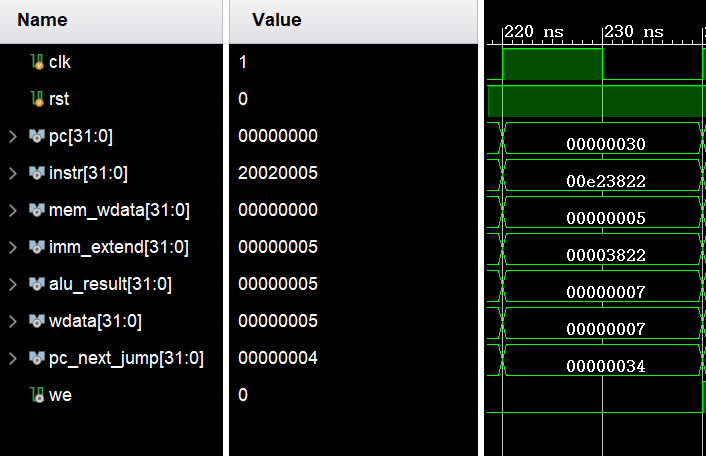 Name Value 220 ns 230 ns
clk 1
rst 0
pc[31:0] 00000000 00000030
instr[31:0] 20020005 00e23822
mem_wdata[31:0] 00000000 00000005
imm_extend[31:0] 00000005 00003822
alu_result[31:0] 00000005 00000007
wdata[31:0] 00000005 00000007
pc_next_jump[31:0] 00000004 00000034
we 0